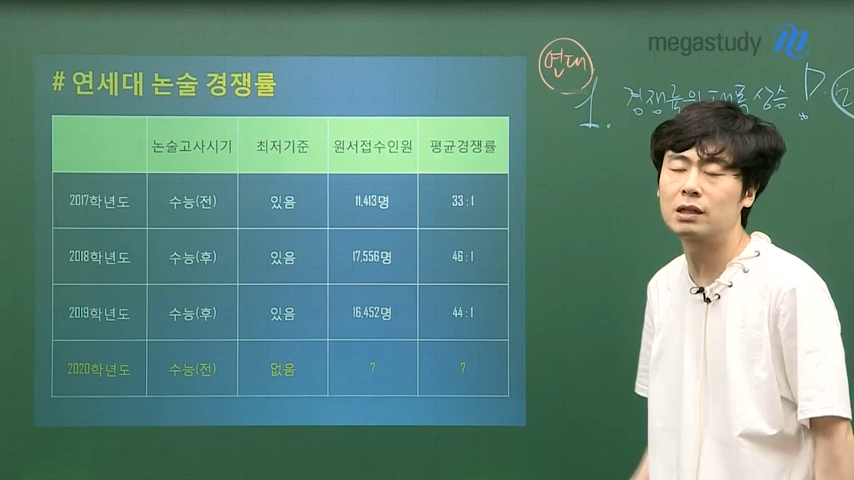 megastudy
# 연세대 논술 경쟁률
논술고사시기 최저기준 원서접수인원 평균경쟁률
2017학년도 수능(전) 있음 11,413명 33:1
2018학년도 수능(후) 있음 17,556명 46:1
2019학년도 수능(후) 있음 16,452명 44:1
2020학년도 수능(전) 없음 ? ?
연대
1. 경쟁률의 대폭 상승